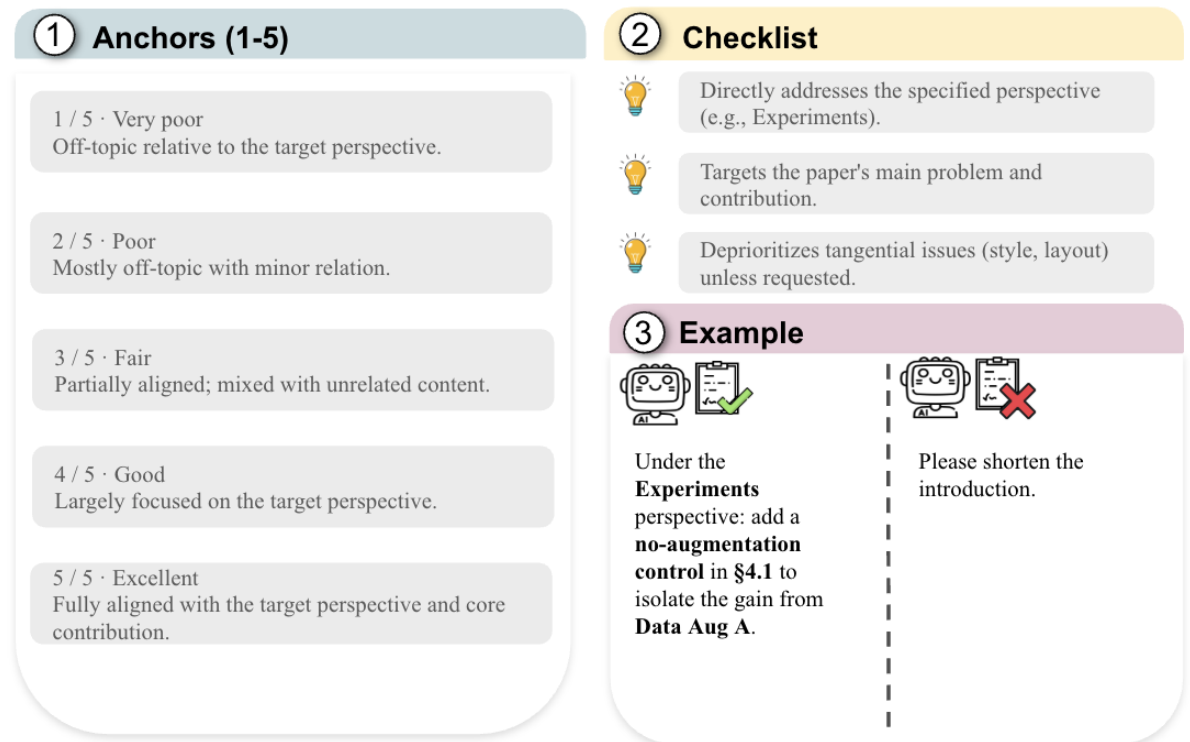 1 Anchors (1-5)
1 / 5 · Very poor
Off-topic relative to the target perspective.
2 / 5 · Poor
Mostly off-topic with minor relation.
3 / 5 · Fair
Partially aligned; mixed with unrelated content.
4 / 5 · Good
Largely focused on the target perspective.
5 / 5 · Excellent
Fully aligned with the target perspective and core
contribution.
2 Checklist
Directly addresses the specified perspective
(e.g., Experiments).
Targets the paper's main problem and
contribution.
Deprioritizes tangential issues (style, layout)
unless requested.
3 Example
AI
Under the
Experiments
perspective: add a
no-augmentation
control in §4.1 to
isolate the gain from
Data Aug A.
AI
Please shorten the
introduction.